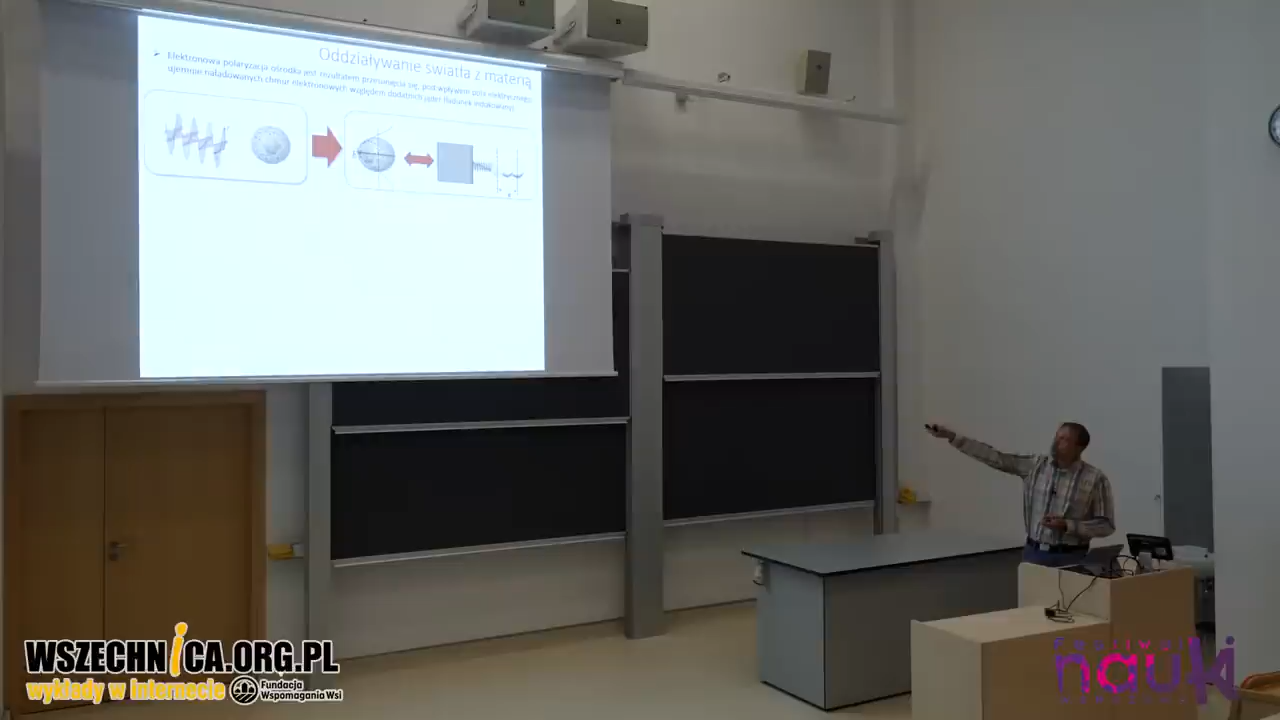 Oddziaływanie światła z materią
➢ Elektronowa polaryzacja ośrodka jest rezultatem przesunięcia się, pod wpływem pola elektrycznego
ujemnie naładowanych chmur elektronowych względem dodatnich jąder (ładunek indukowany)
WSZECHNICA.ORG.PL
wykłady w internecie
Fundacja
Wspomagania Wsi
Festiwal
nauki